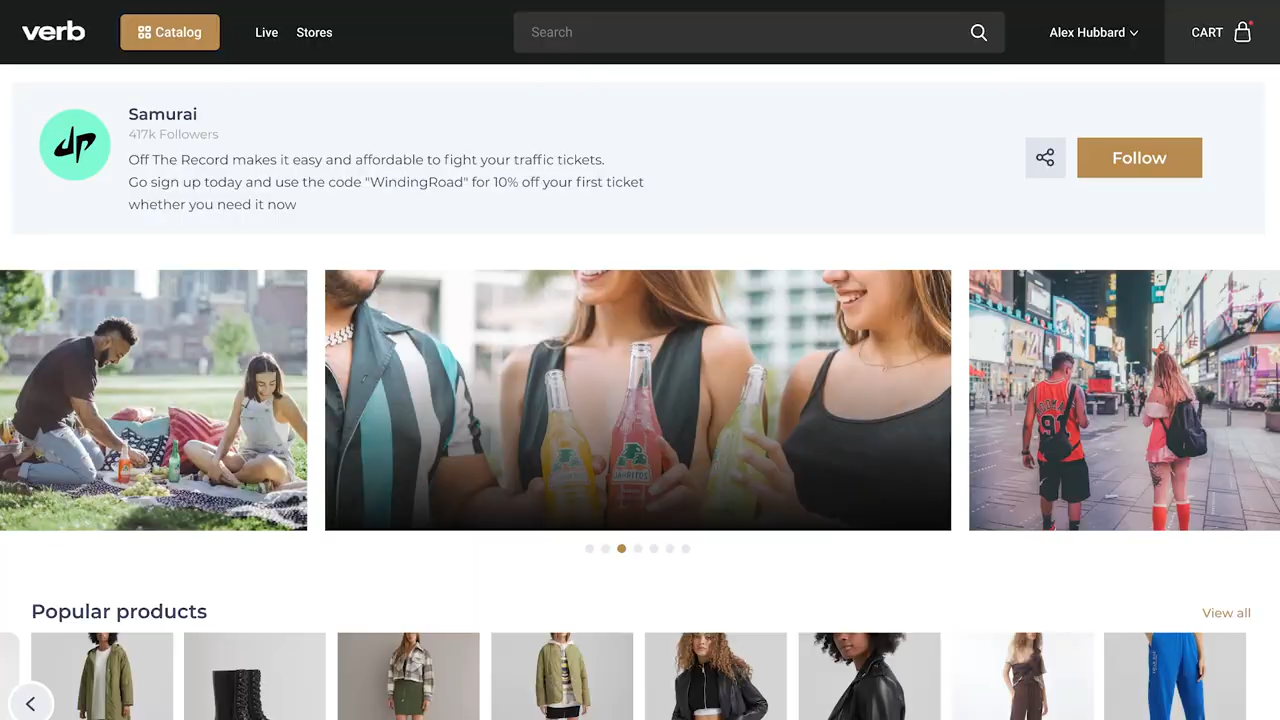 verb
Catalog
Live
Stores
Search
Alex Hubbard
CART
Samurai
417k Followers
Off The Record makes it easy and affordable to fight your traffic tickets.
Go sign up today and use the code "WindingRoad" for 10% off your first ticket
whether you need it now
Follow
JARRITOS
91
Popular products
View all